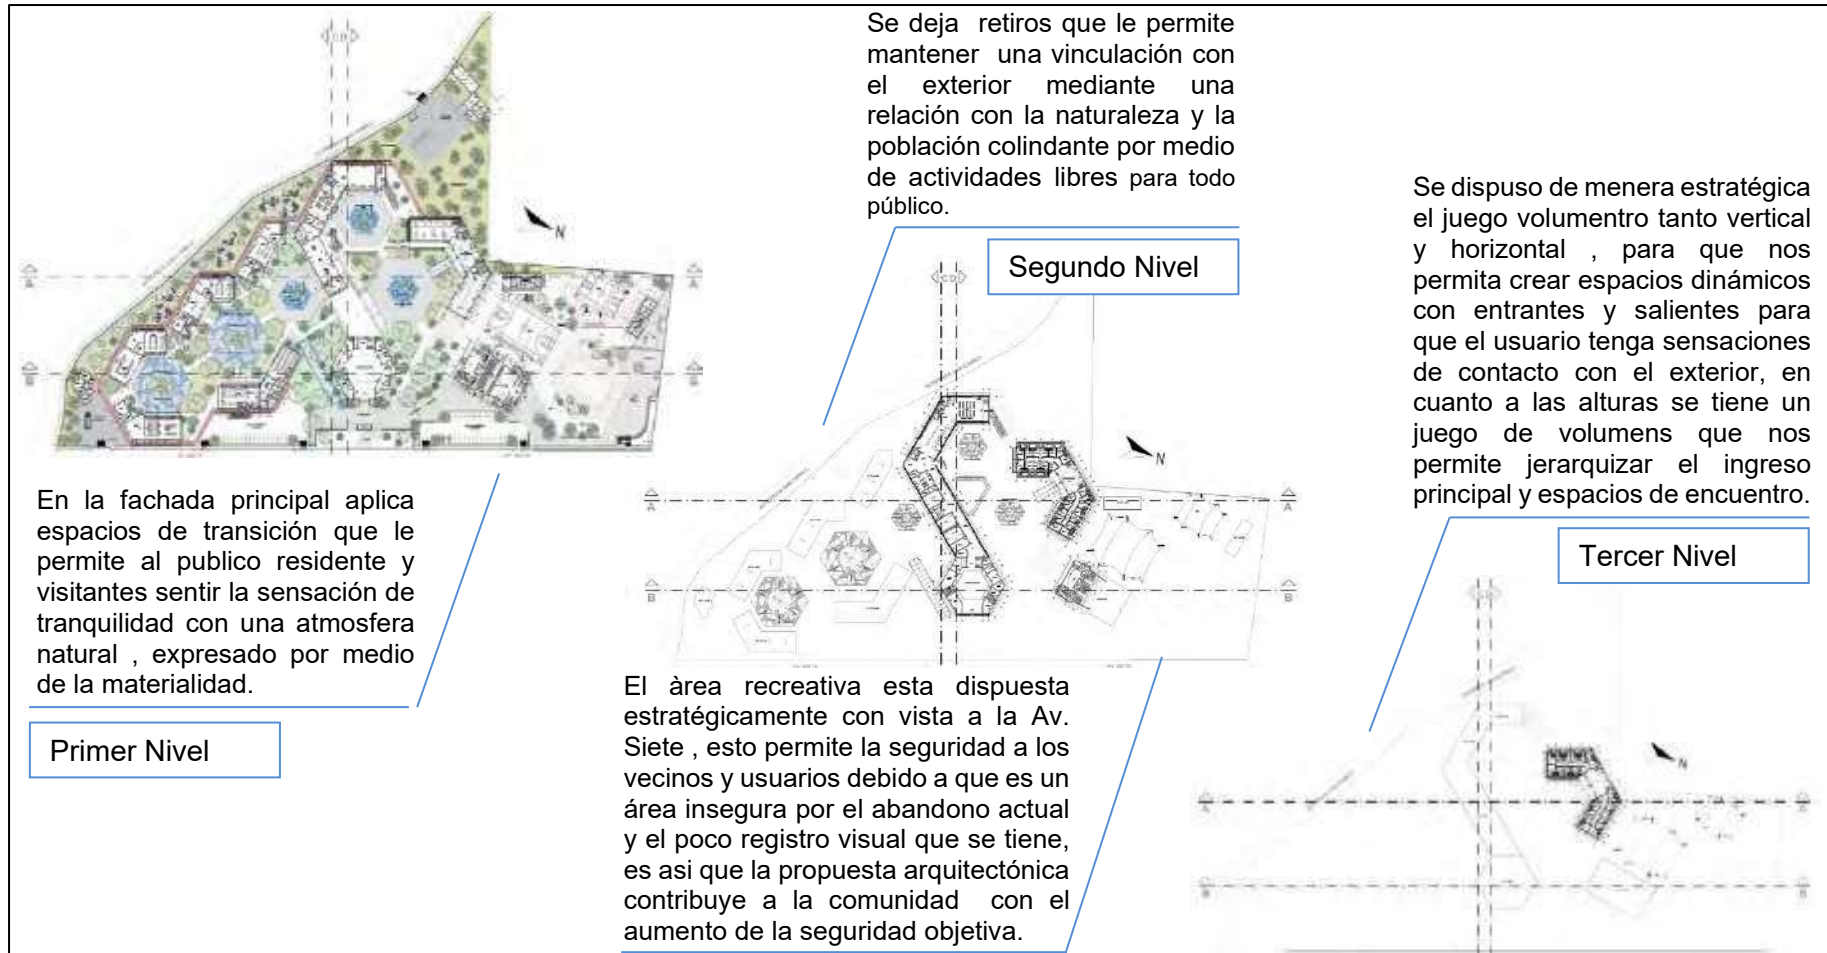 En la fachada principal aplica
espacios de transición que le
permite al publico residente y
visitantes sentir la sensación de
tranquilidad con una atmosfera
natural , expresado por medio
de la materialidad.
Primer Nivel
Se deja retiros que le permite
mantener una vinculación con
el exterior mediante una
relación con la naturaleza y la
población colindante por medio
de actividades libres para todo
público.
Segundo Nivel
El àrea recreativa esta dispuesta
estratégicamente con vista a la Av.
Siete , esto permite la seguridad a los
vecinos y usuarios debido a que es un
área insegura por el abandono actual
y el poco registro visual que se tiene,
es asi que la propuesta arquitectónica
contribuye a la comunidad con el
aumento de la seguridad objetiva.
Se dispuso de menera estratégica
el juego volumentro tanto vertical
y horizontal , para que nos
permita crear espacios dinámicos
con entrantes y salientes para
que el usuario tenga sensaciones
de contacto con el exterior, en
cuanto a las alturas se tiene un
juego de volumens que nos
permite jerarquizar el ingreso
principal y espacios de encuentro.
Tercer Nivel
N
N
N
A
A
B
B